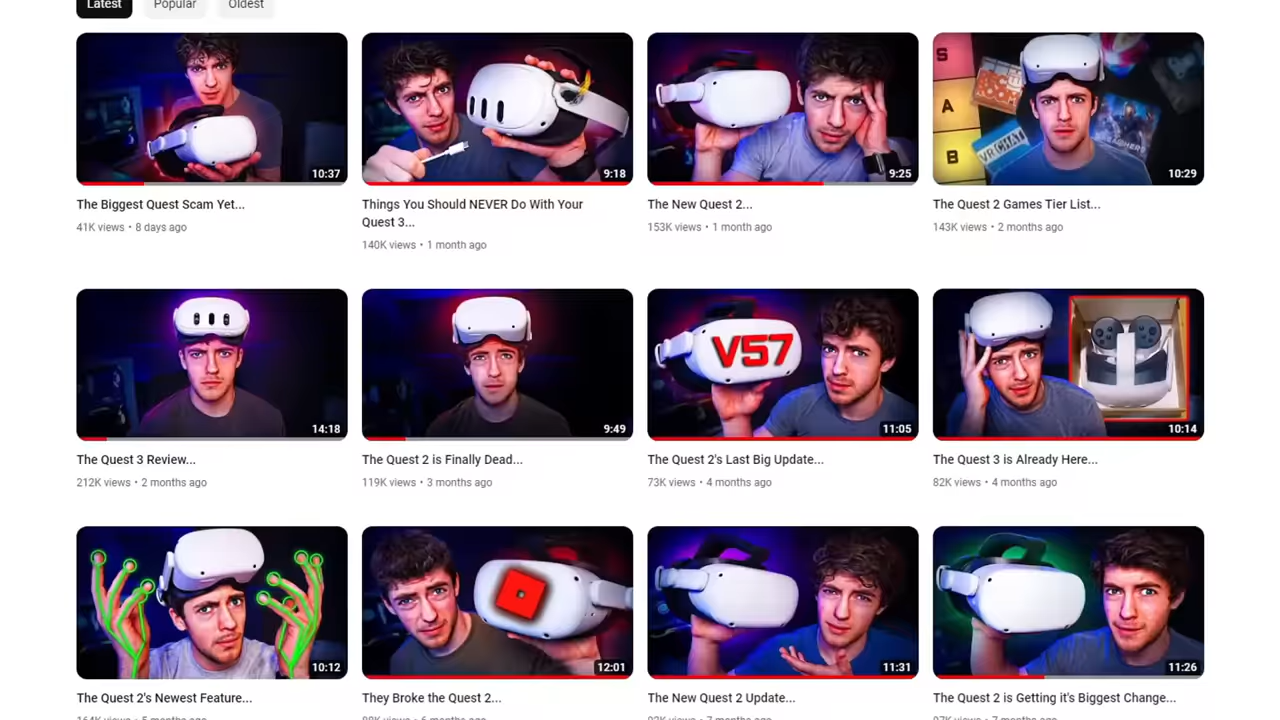 Latest
Popular
Oldest
10:37
9:18
9:25
S
A
B
VRCHAT
10:29
The Biggest Quest Scam Yet...
Things You Should NEVER Do With Your
Quest 3...
The New Quest 2...
The Quest 2 Games Tier List...
41K views • 8 days ago
140K views • 1 month ago
153K views • 1 month ago
143K views • 2 months ago
14:18
9:49
V57
11:05
10:14
The Quest 3 Review...
The Quest 2 is Finally Dead...
The Quest 2's Last Big Update...
The Quest 3 is Already Here...
212K views • 2 months ago
119K views • 3 months ago
73K views • 4 months ago
82K views • 4 months ago
10:12
12:01
11:31
11:26
The Quest 2's Newest Feature...
They Broke the Quest 2...
The New Quest 2 Update...
The Quest 2 is Getting it's Biggest Change...